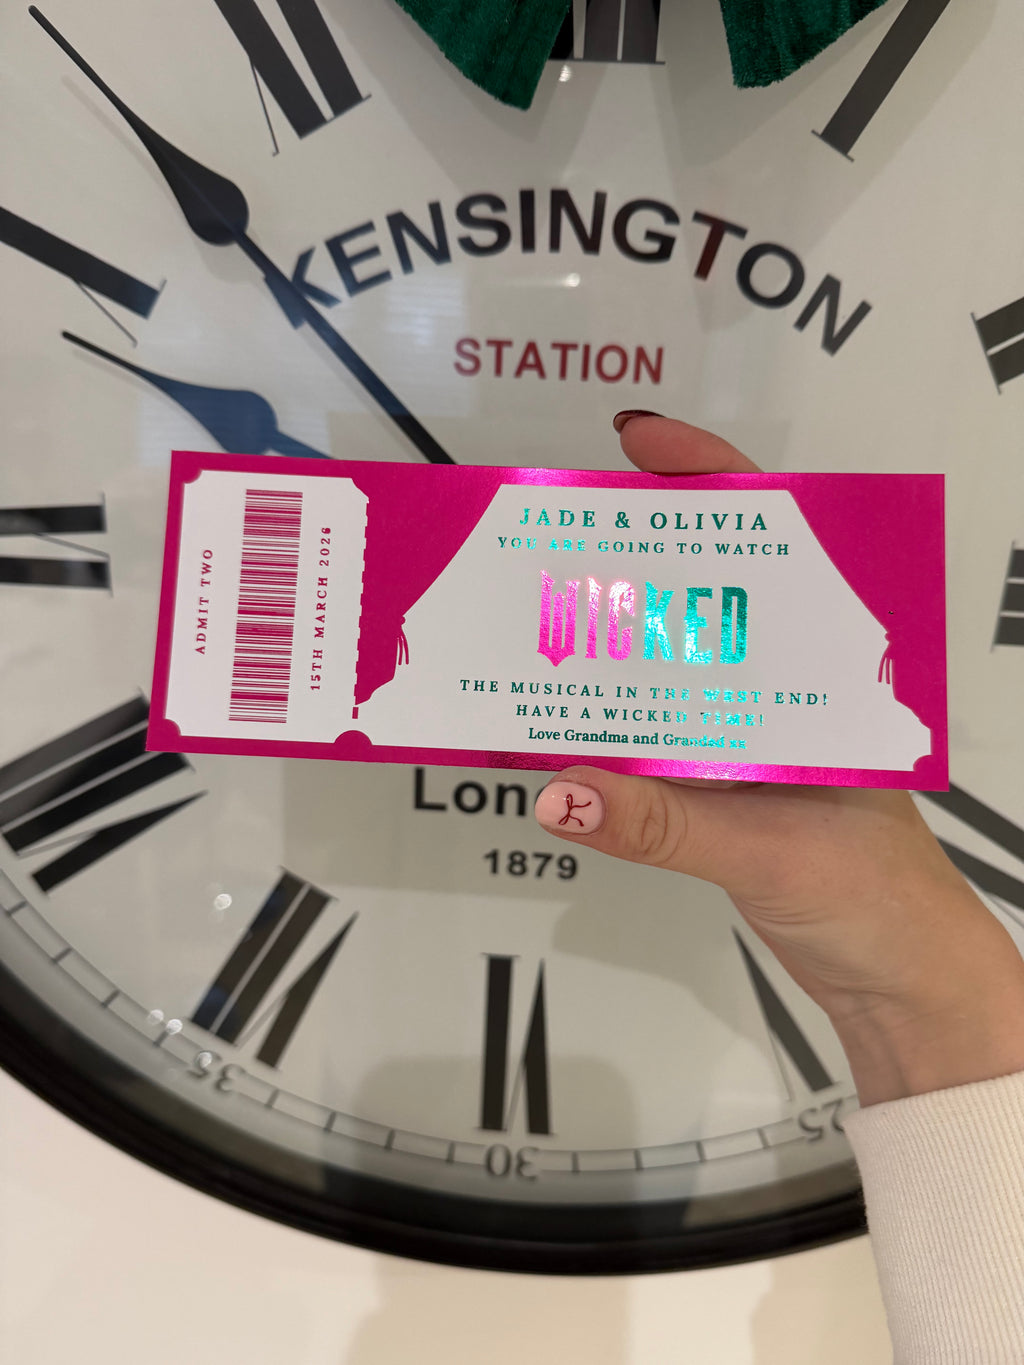 KENSINGTON
STATION
ADMIT TWO
15TH MARCH 2026
JADE & OLIVIA
YOU ARE GOING TO WATCH
WICKED
THE MUSICAL IN THE WEST END!
HAVE A WICKED TIME!
Love Grandma and Grandad xx
1879
35
30
25